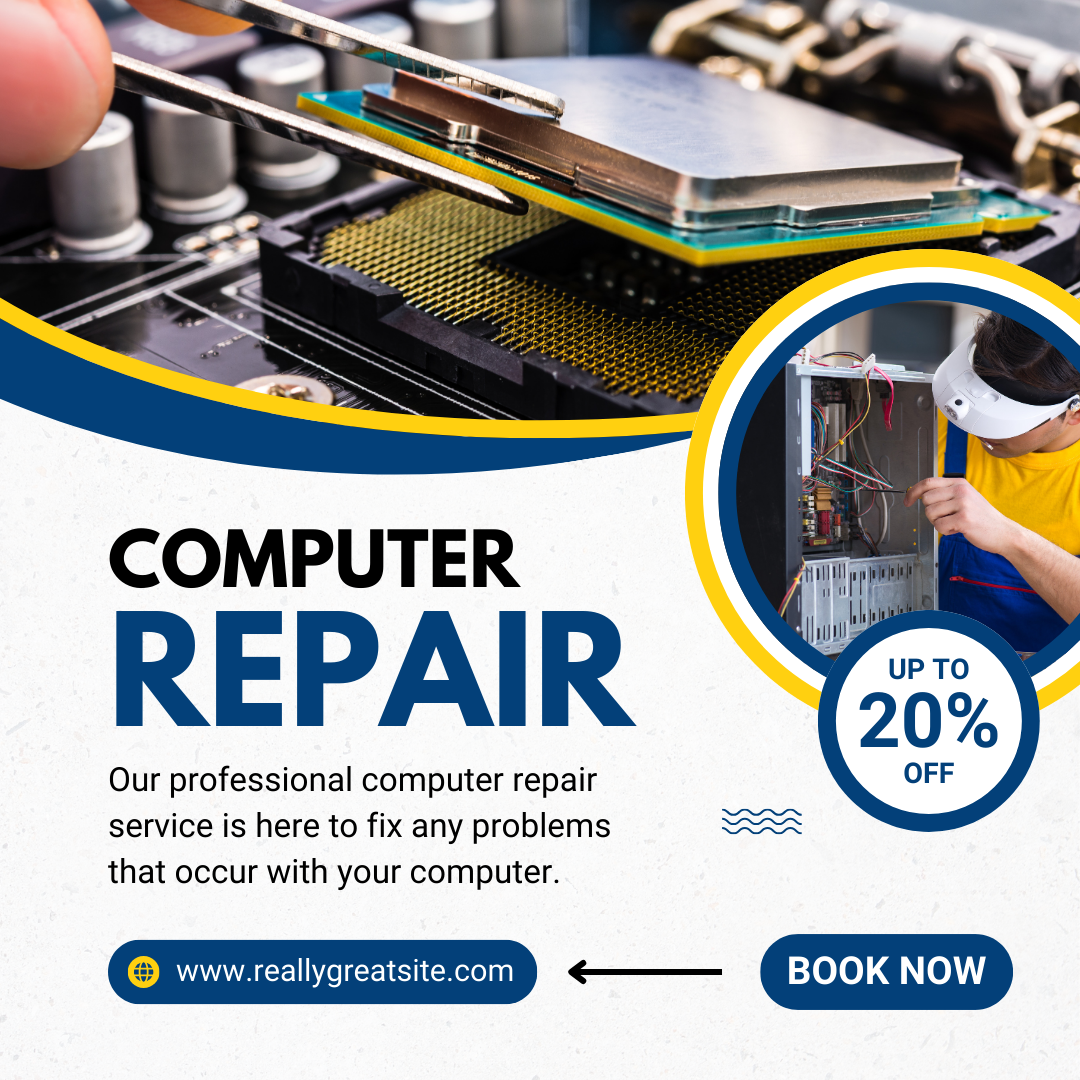 COMPUTER
REPAIR
Our professional computer repair
service is here to fix any problems
that occur with your computer.
UP TO
20%
OFF
www.reallygreatsite.com
BOOK NOW